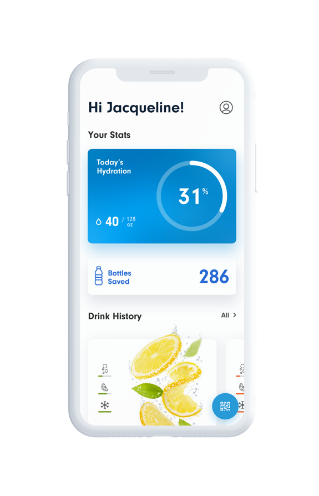 Hi Jacqueline!
Your Stats
Today's
Hydration
31%
40 / 128
oz
Bottles
Saved
286
Drink History
All >